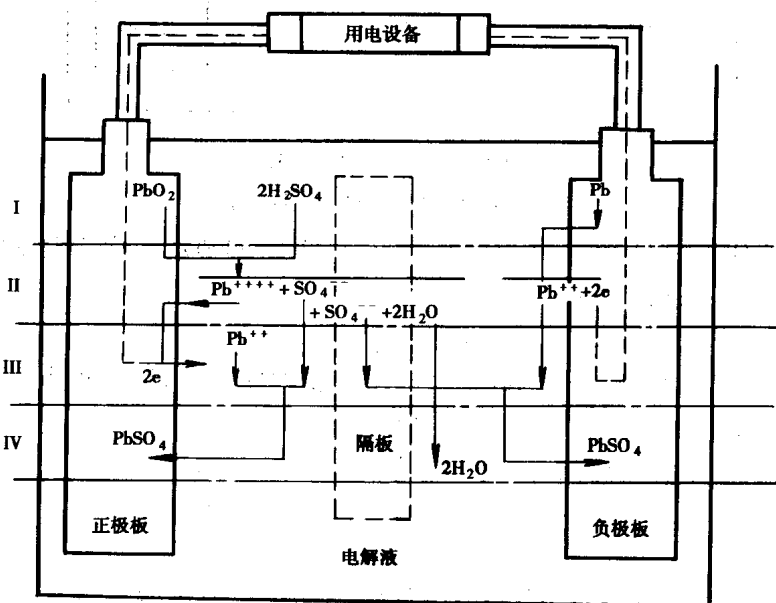 用电设备
PbO₂ 2H₂SO₄ Pb
I
II
Pb⁺⁺⁺⁺ + SO₄⁻⁻ Pb⁺⁺+2e
+ SO₄⁻⁻ +2H₂O
Pb⁺⁺
III
2e
IV
PbSO₄ 隔板 PbSO₄
2H₂O
正极板 负极板
电解液